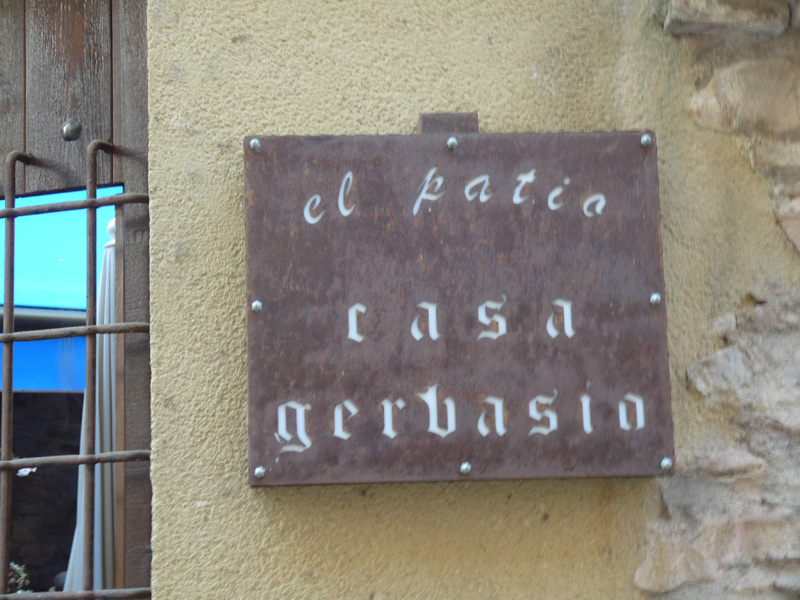 el patio
casa
gerbasio